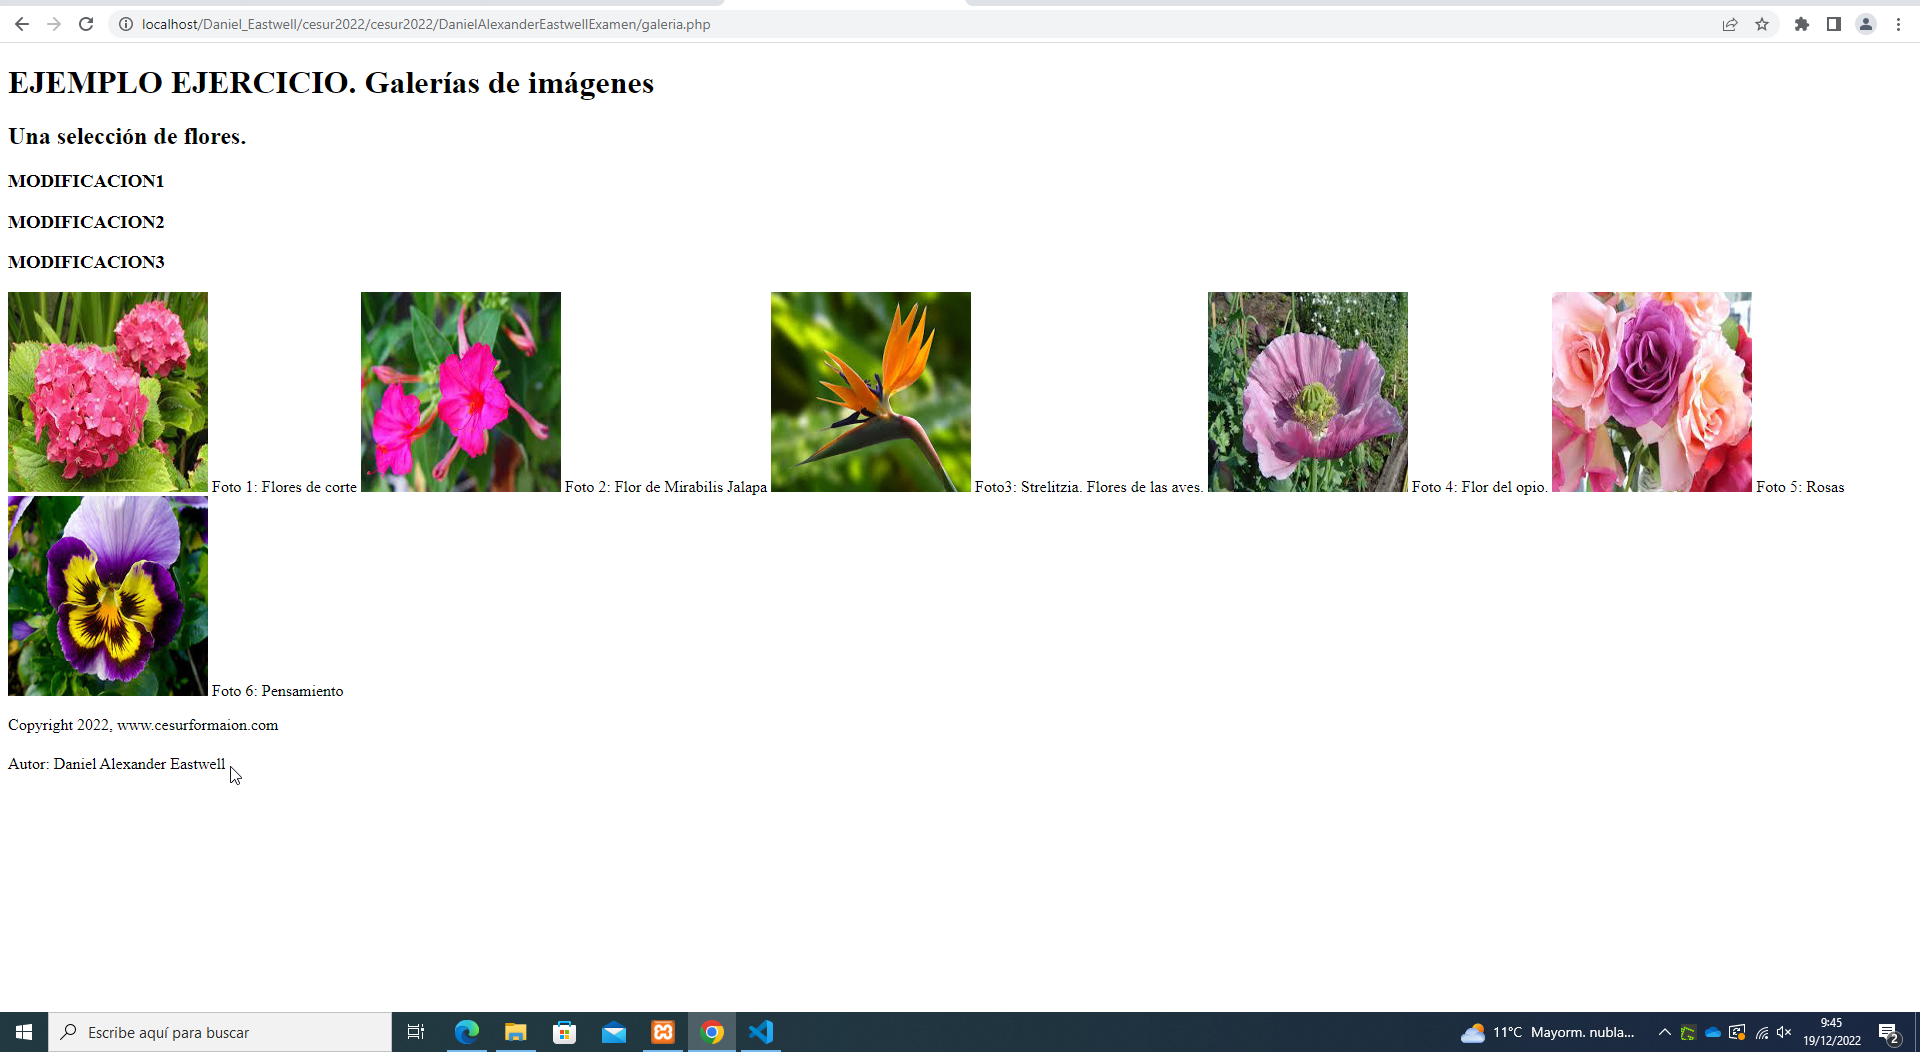 localhost/Daniel_Eastwell/cesur2022/cesur2022/DanielAlexanderEastwellExamen/galeria.php
EJEMPLO EJERCICIO. Galerías de imágenes
Una selección de flores.
MODIFICACION1
MODIFICACION2
MODIFICACION3
Foto 1: Flores de corte Foto 2: Flor de Mirabilis Jalapa Foto3: Strelitzia. Flores de las aves. Foto 4: Flor del opio. Foto 5: Rosas
Foto 6: Pensamiento
Copyright 2022, www.cesurformaion.com
Autor: Daniel Alexander Eastwell
Escribe aquí para buscar
11°C Mayorm. nubla...
9:45
19/12/2022
2